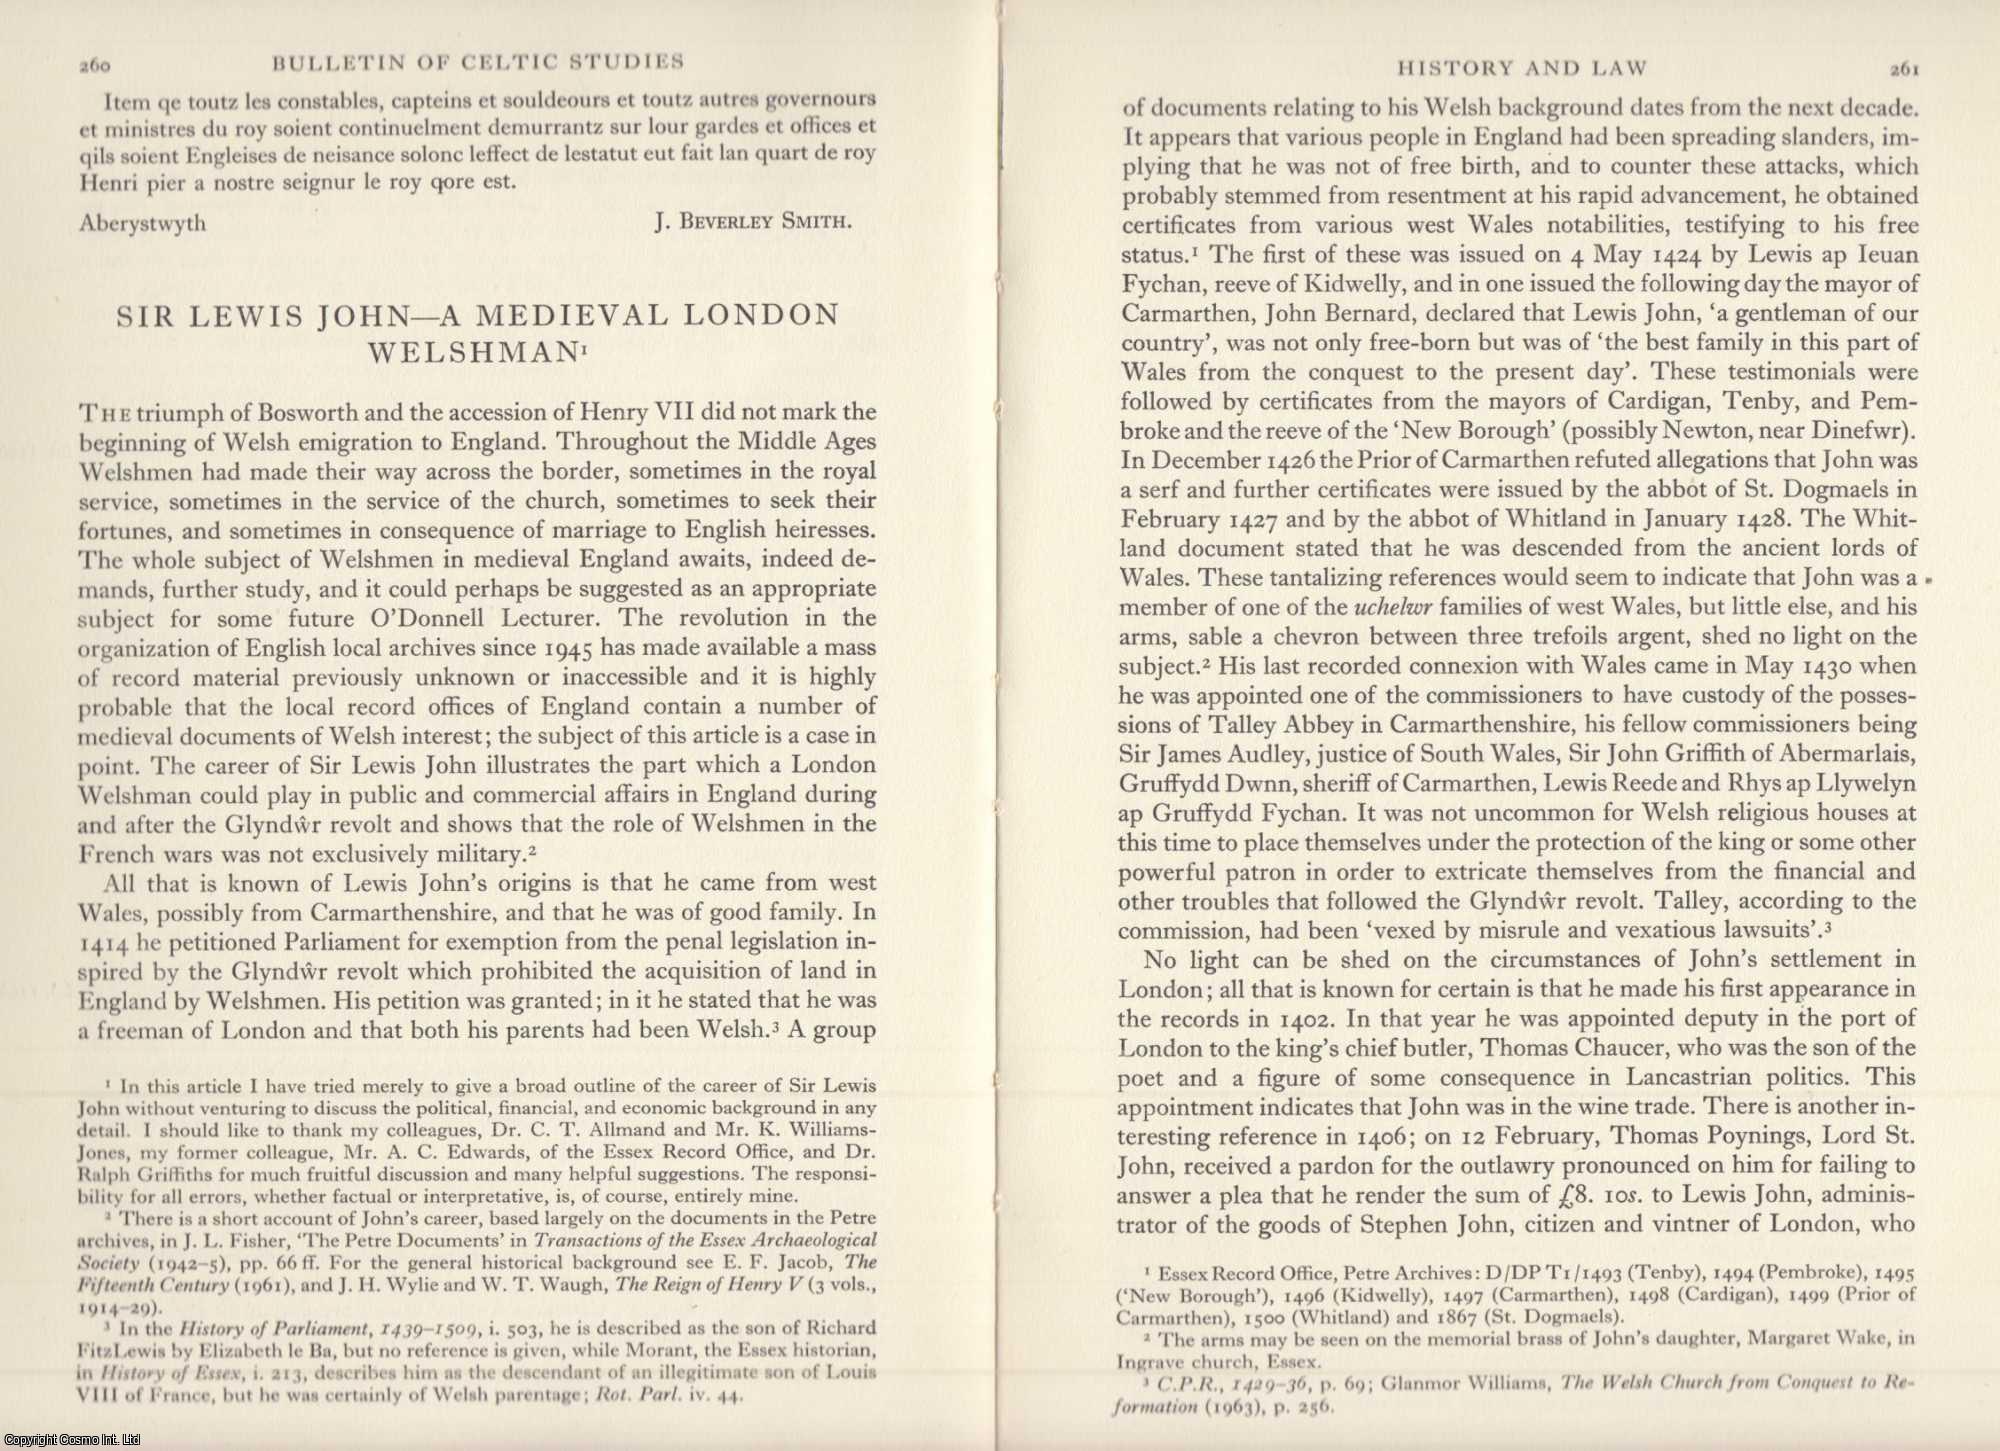 260
BULLETIN OF CELTIC STUDIES
Item qe toutz les constables, capteins et souldeours et toutz autres governours
et ministres du roy soient continuelment demurrantz sur lour gardes et offices et
qils soient Engleises de neisance solonc leffect de lestatut eut fait lan quart de roy
Henri pier a nostre seignur le roy qore est.
Aberystwyth J. BEVERLEY SMITH.
SIR LEWIS JOHN—A MEDIEVAL LONDON
WELSHMAN¹
THE triumph of Bosworth and the accession of Henry VII did not mark the
beginning of Welsh emigration to England. Throughout the Middle Ages
Welshmen had made their way across the border, sometimes in the royal
service, sometimes in the service of the church, sometimes to seek their
fortunes, and sometimes in consequence of marriage to English heiresses.
The whole subject of Welshmen in medieval England awaits, indeed de-
mands, further study, and it could perhaps be suggested as an appropriate
subject for some future O'Donnell Lecturer. The revolution in the
organization of English local archives since 1945 has made available a mass
of record material previously unknown or inaccessible and it is highly
probable that the local record offices of England contain a number of
medieval documents of Welsh interest; the subject of this article is a case in
point. The career of Sir Lewis John illustrates the part which a London
Welshman could play in public and commercial affairs in England during
and after the Glyndŵr revolt and shows that the role of Welshmen in the
French wars was not exclusively military.²
All that is known of Lewis John's origins is that he came from west
Wales, possibly from Carmarthenshire, and that he was of good family. In
1414 he petitioned Parliament for exemption from the penal legislation in-
spired by the Glyndŵr revolt which prohibited the acquisition of land in
England by Welshmen. His petition was granted; in it he stated that he was
a freeman of London and that both his parents had been Welsh.³ A group
¹ In this article I have tried merely to give a broad outline of the career of Sir Lewis
John without venturing to discuss the political, financial, and economic background in any
detail. I should like to thank my colleagues, Dr. C. T. Allmand and Mr. K. Williams-
Jones, my former colleague, Mr. A. C. Edwards, of the Essex Record Office, and Dr.
Ralph Griffiths for much fruitful discussion and many helpful suggestions. The responsi-
bility for all errors, whether factual or interpretative, is, of course, entirely mine.
² There is a short account of John's career, based largely on the documents in the Petre
archives, in J. L. Fisher, 'The Petre Documents' in Transactions of the Essex Archaeological
Society (1942–5), pp. 66 ff. For the general historical background see E. F. Jacob, The
Fifteenth Century (1961), and J. H. Wylie and W. T. Waugh, The Reign of Henry V (3 vols.,
1914–29).
³ In the History of Parliament, 1439–1509, i. 503, he is described as the son of Richard
FitzLewis by Elizabeth le Ba, but no reference is given, while Morant, the Essex historian,
in History of Essex, i. 213, describes him as the descendant of an illegitimate son of Louis
VIII of France, but he was certainly of Welsh parentage; Rot. Parl. iv. 44.
HISTORY AND LAW
261
of documents relating to his Welsh background dates from the next decade.
It appears that various people in England had been spreading slanders, im-
plying that he was not of free birth, and to counter these attacks, which
probably stemmed from resentment at his rapid advancement, he obtained
certificates from various west Wales notabilities, testifying to his free
status.¹ The first of these was issued on 4 May 1424 by Lewis ap Ieuan
Fychan, reeve of Kidwelly, and in one issued the following day the mayor of
Carmarthen, John Bernard, declared that Lewis John, 'a gentleman of our
country', was not only free-born but was of 'the best family in this part of
Wales from the conquest to the present day'. These testimonials were
followed by certificates from the mayors of Cardigan, Tenby, and Pem-
broke and the reeve of the 'New Borough' (possibly Newton, near Dinefwr).
In December 1426 the Prior of Carmarthen refuted allegations that John was
a serf and further certificates were issued by the abbot of St. Dogmaels in
February 1427 and by the abbot of Whitland in January 1428. The Whit-
land document stated that he was descended from the ancient lords of
Wales. These tantalizing references would seem to indicate that John was a
member of one of the uchelwr families of west Wales, but little else, and his
arms, sable a chevron between three trefoils argent, shed no light on the
subject.² His last recorded connexion with Wales came in May 1430 when
he was appointed one of the commissioners to have custody of the posses-
sions of Talley Abbey in Carmarthenshire, his fellow commissioners being
Sir James Audley, justice of South Wales, Sir John Griffith of Abermarlais,
Gruffydd Dwnn, sheriff of Carmarthen, Lewis Reede and Rhys ap Llywelyn
ap Gruffydd Fychan. It was not uncommon for Welsh religious houses at
this time to place themselves under the protection of the king or some other
powerful patron in order to extricate themselves from the financial and
other troubles that followed the Glyndŵr revolt. Talley, according to the
commission, had been 'vexed by misrule and vexatious lawsuits'.³
No light can be shed on the circumstances of John's settlement in
London; all that is known for certain is that he made his first appearance in
the records in 1402. In that year he was appointed deputy in the port of
London to the king's chief butler, Thomas Chaucer, who was the son of the
poet and a figure of some consequence in Lancastrian politics. This
appointment indicates that John was in the wine trade. There is another in-
teresting reference in 1406; on 12 February, Thomas Poynings, Lord St.
John, received a pardon for the outlawry pronounced on him for failing to
answer a plea that he render the sum of £8. 10s. to Lewis John, adminis-
trator of the goods of Stephen John, citizen and vintner of London, who
¹ Essex Record Office, Petre Archives: D/DP T1/1493 (Tenby), 1494 (Pembroke), 1495
('New Borough'), 1496 (Kidwelly), 1497 (Carmarthen), 1498 (Cardigan), 1499 (Prior of
Carmarthen), 1500 (Whitland) and 1867 (St. Dogmaels).
² The arms may be seen on the memorial brass of John's daughter, Margaret Wake, in
Ingrave church, Essex.
³ C.P.R., 1429–36, p. 69; Glanmor Williams, The Welsh Church from Conquest to Re-
formation (1963), p. 256.
Copyright Cosmo Int. Ltd